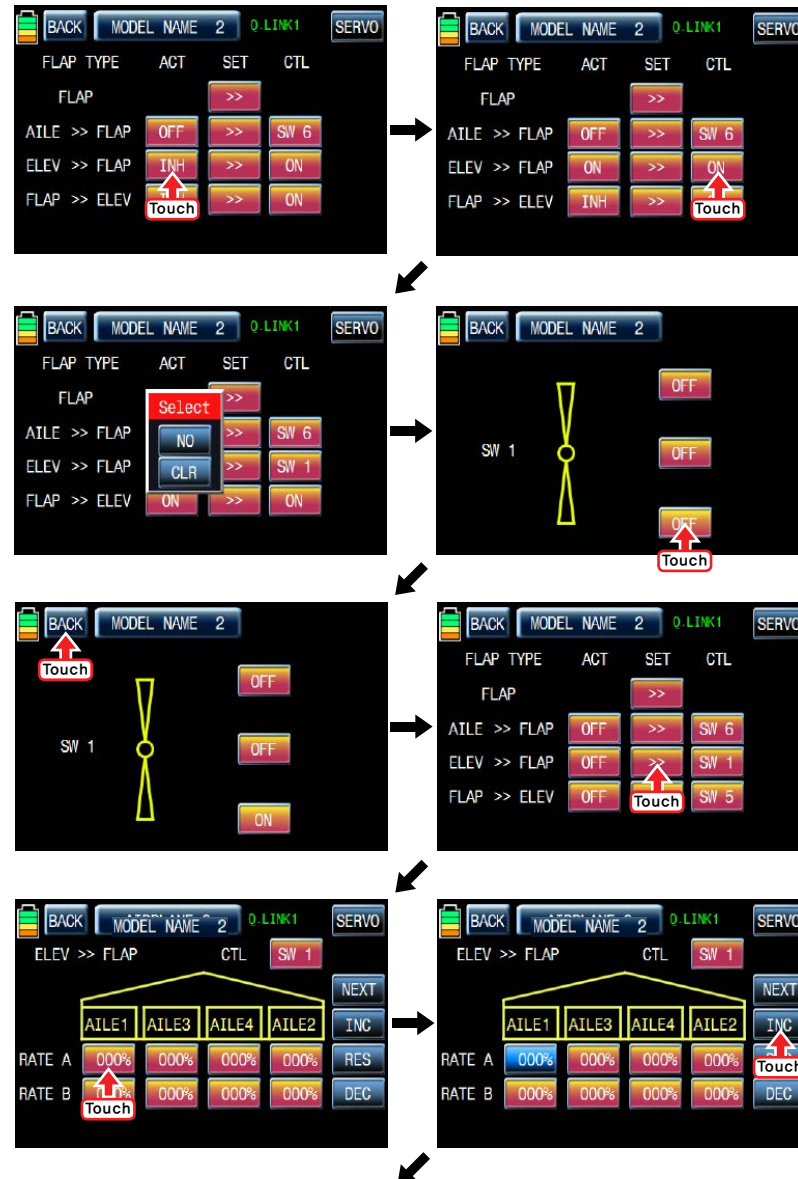 BACK MODEL NAME 2 Q.LINK1 SERVO
FLAP TYPE ACT SET CTL
FLAP >>
AILE >> FLAP OFF >> SW 6
ELEV >> FLAP INH >> ON
FLAP >> ELEV >> ON
Touch
BACK MODEL NAME 2 Q.LINK1 SERVO
FLAP TYPE ACT SET CTL
FLAP >>
AILE >> FLAP OFF >> SW 6
ELEV >> FLAP ON >> ON
FLAP >> ELEV INH >>
Touch
BACK MODEL NAME 2 Q.LINK1 SERVO
FLAP TYPE ACT SET CTL
FLAP >>
Select
AILE >> FLAP NO >> SW 6
ELEV >> FLAP CLR >> SW 1
FLAP >> ELEV ON >> ON
BACK MODEL NAME 2
OFF
SW 1 OFF
OFF
Touch
BACK MODEL NAME 2
Touch
OFF
SW 1 OFF
ON
BACK MODEL NAME 2 Q.LINK1 SERVO
FLAP TYPE ACT SET CTL
FLAP >>
AILE >> FLAP OFF >> SW 6
ELEV >> FLAP OFF >> SW 1
FLAP >> ELEV OFF SW 5
Touch
BACK MODEL NAME 2 Q.LINK1 SERVO
ELEV >> FLAP CTL SW 1
NEXT
AILE1 AILE3 AILE4 AILE2 INC
RATE A 000% 000% 000% 000% RES
RATE B 000% 000% 000% DEC
Touch
BACK MODEL NAME 2 Q.LINK1 SERVO
ELEV >> FLAP CTL SW 1
NEXT
AILE1 AILE3 AILE4 AILE2 INC
RATE A 000% 000% 000% 000%
Touch
RATE B 000% 000% 000% 000% DEC